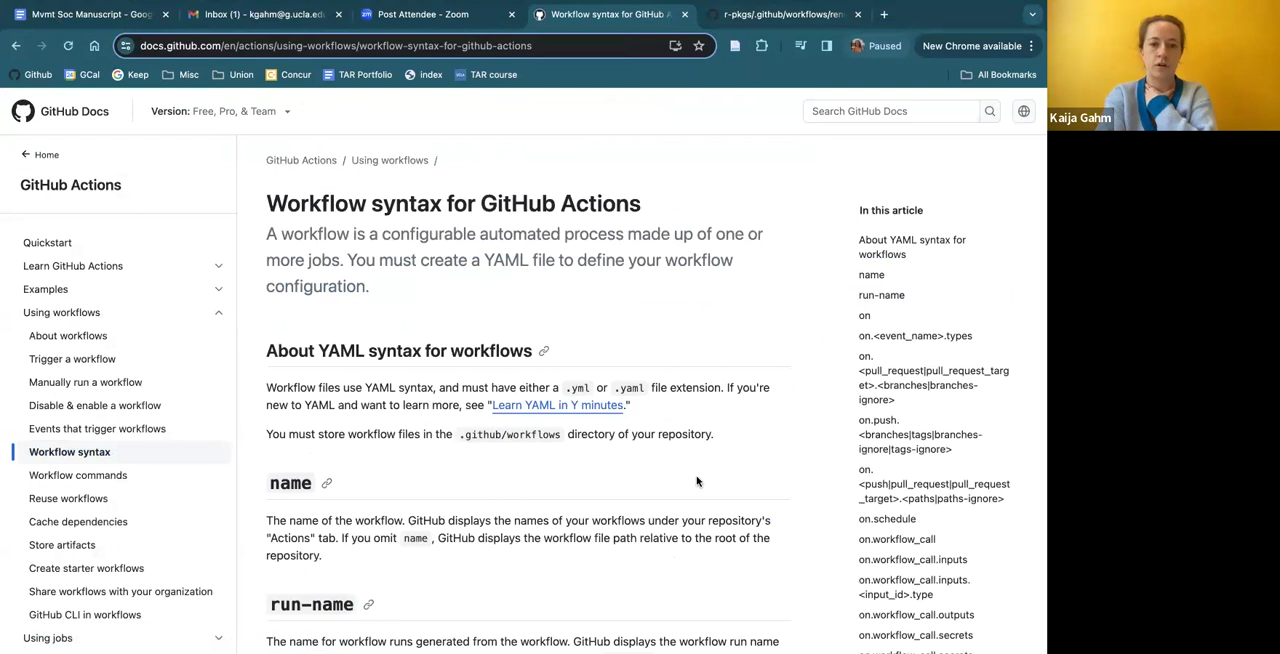 Mvmt Soc Manuscript - Goog
Inbox (1) - kgahm@g.ucla.edu
Post Attendee - Zoom
Workflow syntax for GitHub A
r-pkgs/.github/workflows/ren
docs.github.com/en/actions/using-workflows/workflow-syntax-for-github-actions
Paused
New Chrome available
Github
GCal
Keep
Misc
Union
Concur
TAR Portfolio
index
TAR course
All Bookmarks
GitHub Docs
Version: Free, Pro, & Team
Search GitHub Docs
Kaija Gahm
Home
GitHub Actions
Quickstart
Learn GitHub Actions
Examples
Using workflows
About workflows
Trigger a workflow
Manually run a workflow
Disable & enable a workflow
Events that trigger workflows
Workflow syntax
Workflow commands
Reuse workflows
Cache dependencies
Store artifacts
Create starter workflows
Share workflows with your organization
GitHub CLI in workflows
Using jobs
GitHub Actions / Using workflows /
Workflow syntax for GitHub Actions
A workflow is a configurable automated process made up of one or
more jobs. You must create a YAML file to define your workflow
configuration.
About YAML syntax for workflows
Workflow files use YAML syntax, and must have either a .yml or .yaml file extension. If you're
new to YAML and want to learn more, see "Learn YAML in Y minutes."
You must store workflow files in the .github/workflows directory of your repository.
name
The name of the workflow. GitHub displays the names of your workflows under your repository's
"Actions" tab. If you omit name, GitHub displays the workflow file path relative to the root of the
repository.
run-name
The name for workflow runs generated from the workflow. GitHub displays the workflow run name
In this article
About YAML syntax for
workflows
name
run-name
on
on.<event_name>.types
on.
<pull_request|pull_request_targ
et>.<branches|branches-
ignore>
on.push.
<branches|tags|branches-
ignore|tags-ignore>
on.
<push|pull_request|pull_request
_target>.<paths|paths-ignore>
on.schedule
on.workflow_call
on.workflow_call.inputs
on.workflow_call.inputs.
<input_id>.type
on.workflow_call.outputs
on.workflow_call.secrets